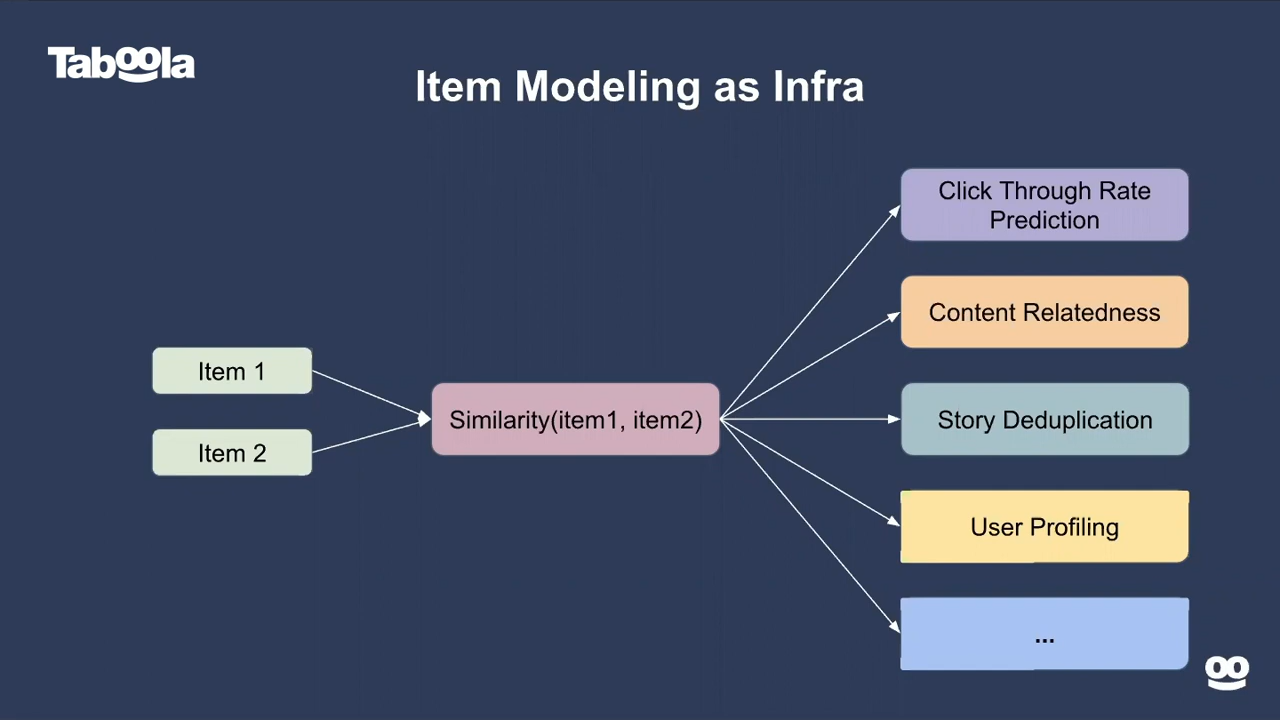 Taboola
Item Modeling as Infra
Click Through Rate
Prediction
Content Relatedness
Item 1
Similarity(item1, item2)
Story Deduplication
Item 2
User Profiling
...